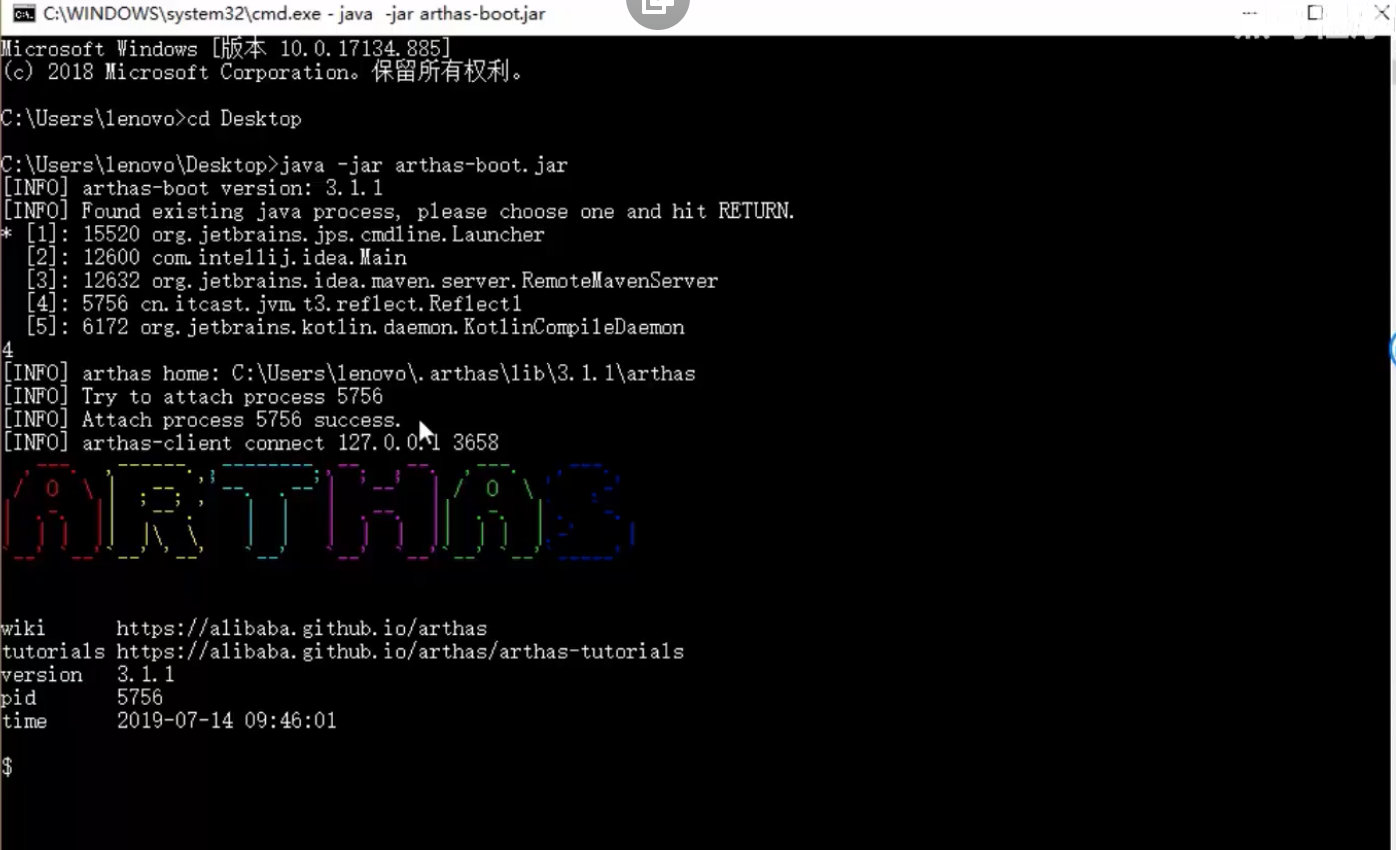 C:\WINDOWS\system32\cmd.exe - java -jar arthas-boot.jar
Microsoft Windows [版本 10.0.17134.885]
(c) 2018 Microsoft Corporation。保留所有权利。
C:\Users\lenovo>cd Desktop
C:\Users\lenovo\Desktop>java -jar arthas-boot.jar
[INFO] arthas-boot version: 3.1.1
[INFO] Found existing java process, please choose one and hit RETURN.
* [1]: 15520 org.jetbrains.jps.cmdline.Launcher
[2]: 12600 com.intellij.idea.Main
[3]: 12632 org.jetbrains.idea.maven.server.RemoteMavenServer
[4]: 5756 cn.itcast.jvm.t3.reflect.Reflect1
[5]: 6172 org.jetbrains.kotlin.daemon.KotlinCompileDaemon
4
[INFO] arthas home: C:\Users\lenovo\.arthas\lib\3.1.1\arthas
[INFO] Try to attach process 5756
[INFO] Attach process 5756 success.
[INFO] arthas-client connect 127.0.0.1 3658
ARTHAS
wiki https://alibaba.github.io/arthas
tutorials https://alibaba.github.io/arthas/arthas-tutorials
version 3.1.1
pid 5756
time 2019-07-14 09:46:01
$